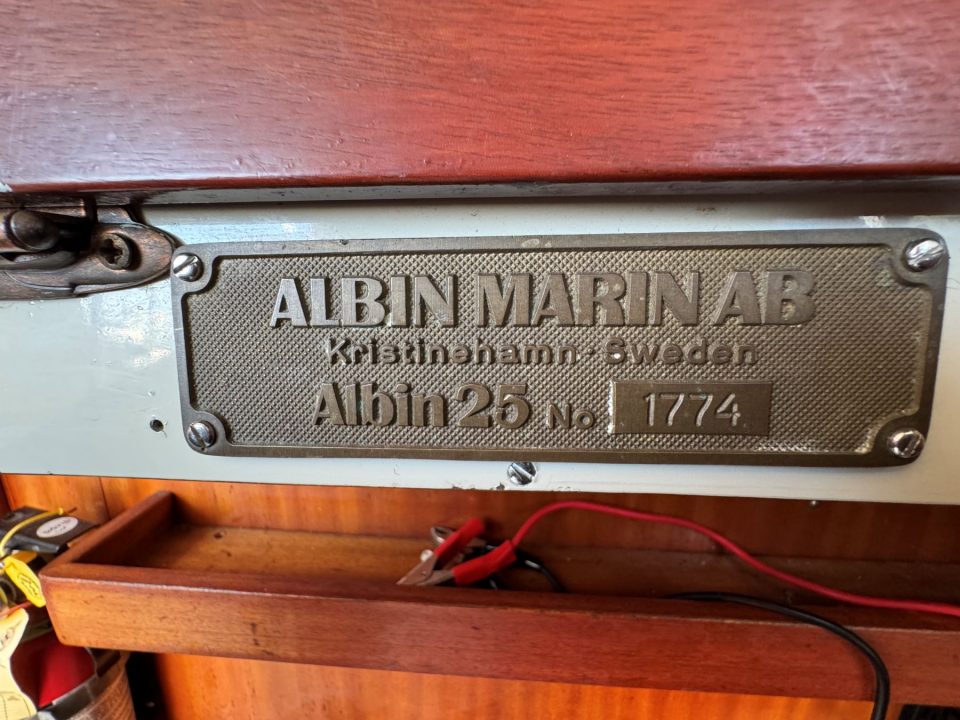 ALBIN MARIN AB
Kristinehamn · Sweden
Albin 25 No 1774